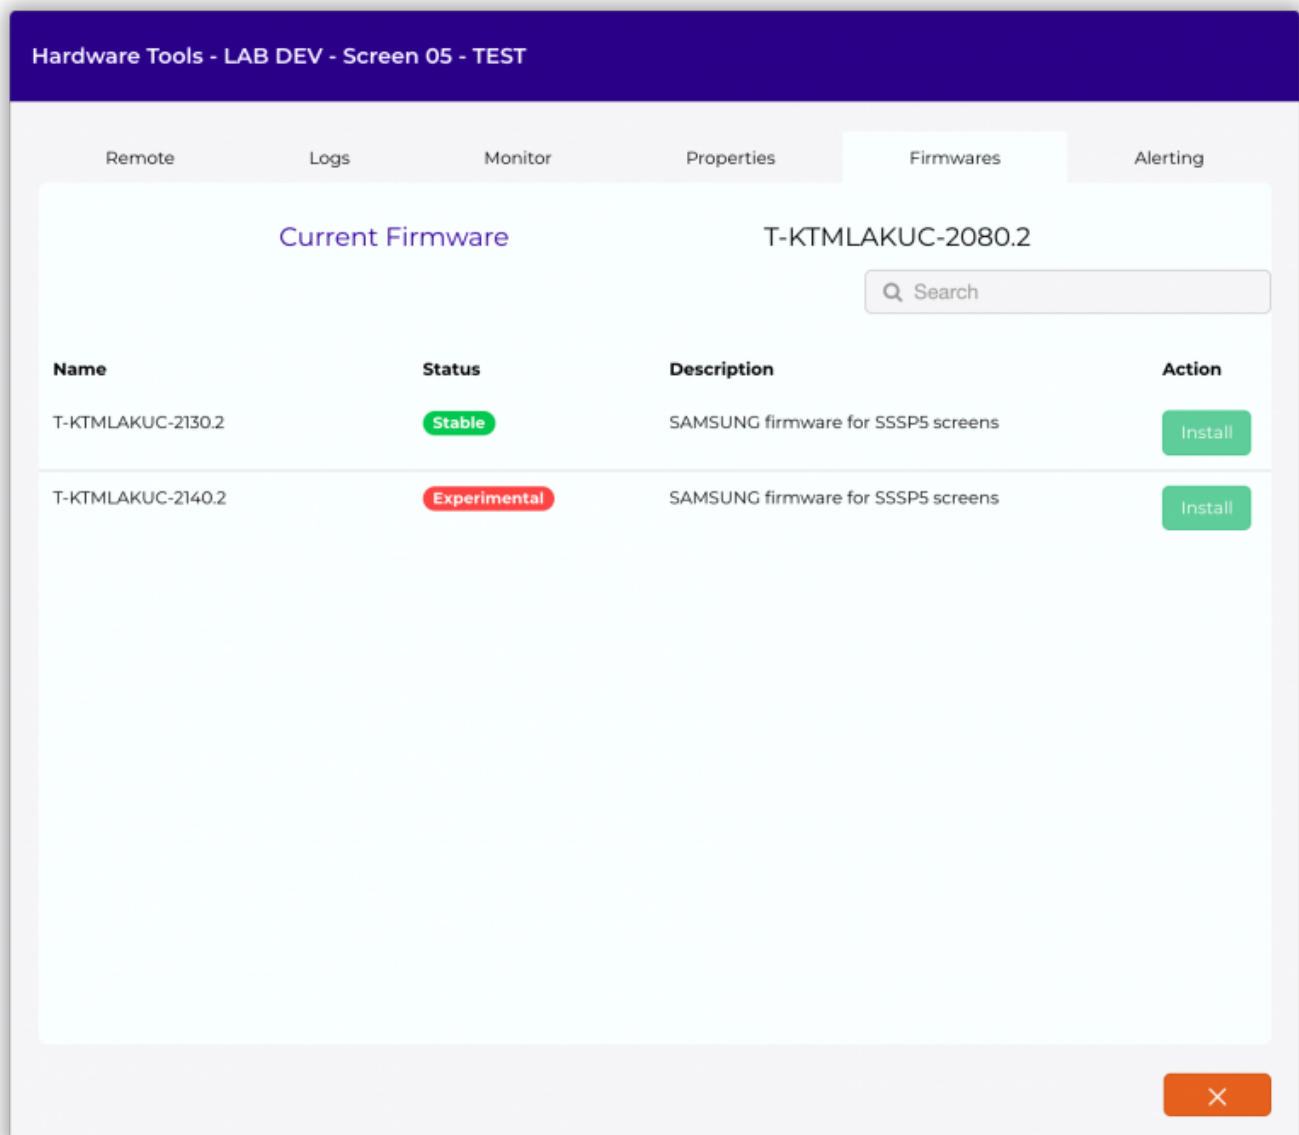 Hardware Tools - LAB DEV - Screen 05 - TEST
Remote Logs Monitor Properties Firmwares Alerting
Current Firmware T-KTMLAKUC-2080.2
Search
Name Status Description Action
T-KTMLAKUC-2130.2 Stable SAMSUNG firmware for SSSP5 screens Install
T-KTMLAKUC-2140.2 Experimental SAMSUNG firmware for SSSP5 screens Install